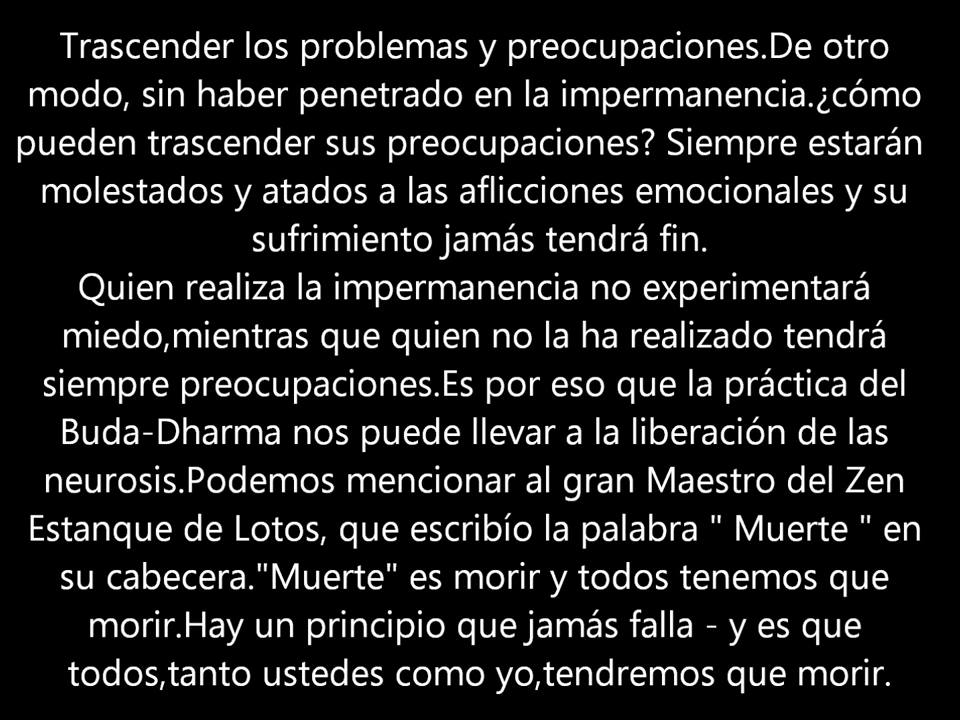 Trascender los problemas y preocupaciones.De otro
modo, sin haber penetrado en la impermanencia.¿cómo
pueden trascender sus preocupaciones? Siempre estarán
molestados y atados a las aflicciones emocionales y su
sufrimiento jamás tendrá fin.
Quien realiza la impermanencia no experimentará
miedo,mientras que quien no la ha realizado tendrá
siempre preocupaciones.Es por eso que la práctica del
Buda-Dharma nos puede llevar a la liberación de las
neurosis.Podemos mencionar al gran Maestro del Zen
Estanque de Lotos, que escribío la palabra " Muerte " en
su cabecera."Muerte" es morir y todos tenemos que
morir.Hay un principio que jamás falla - y es que
todos,tanto ustedes como yo,tendremos que morir.